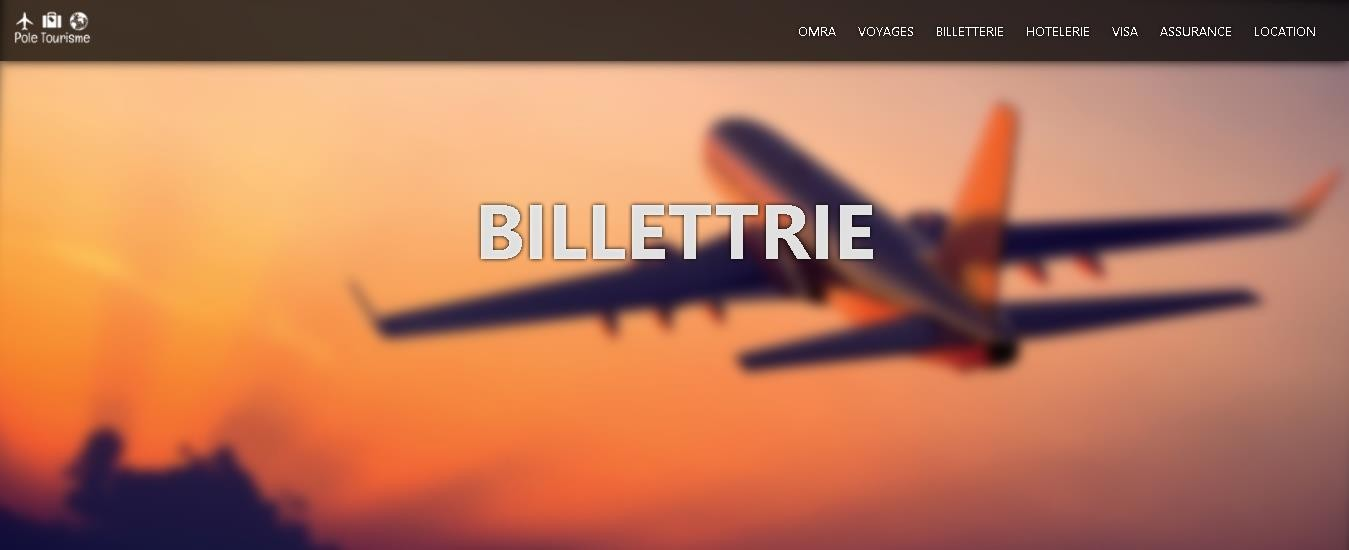 Pole Tourisme
OMRA VOYAGES BILLETTERIE HOTELERIE VISA ASSURANCE LOCATION
BILLETTRIE